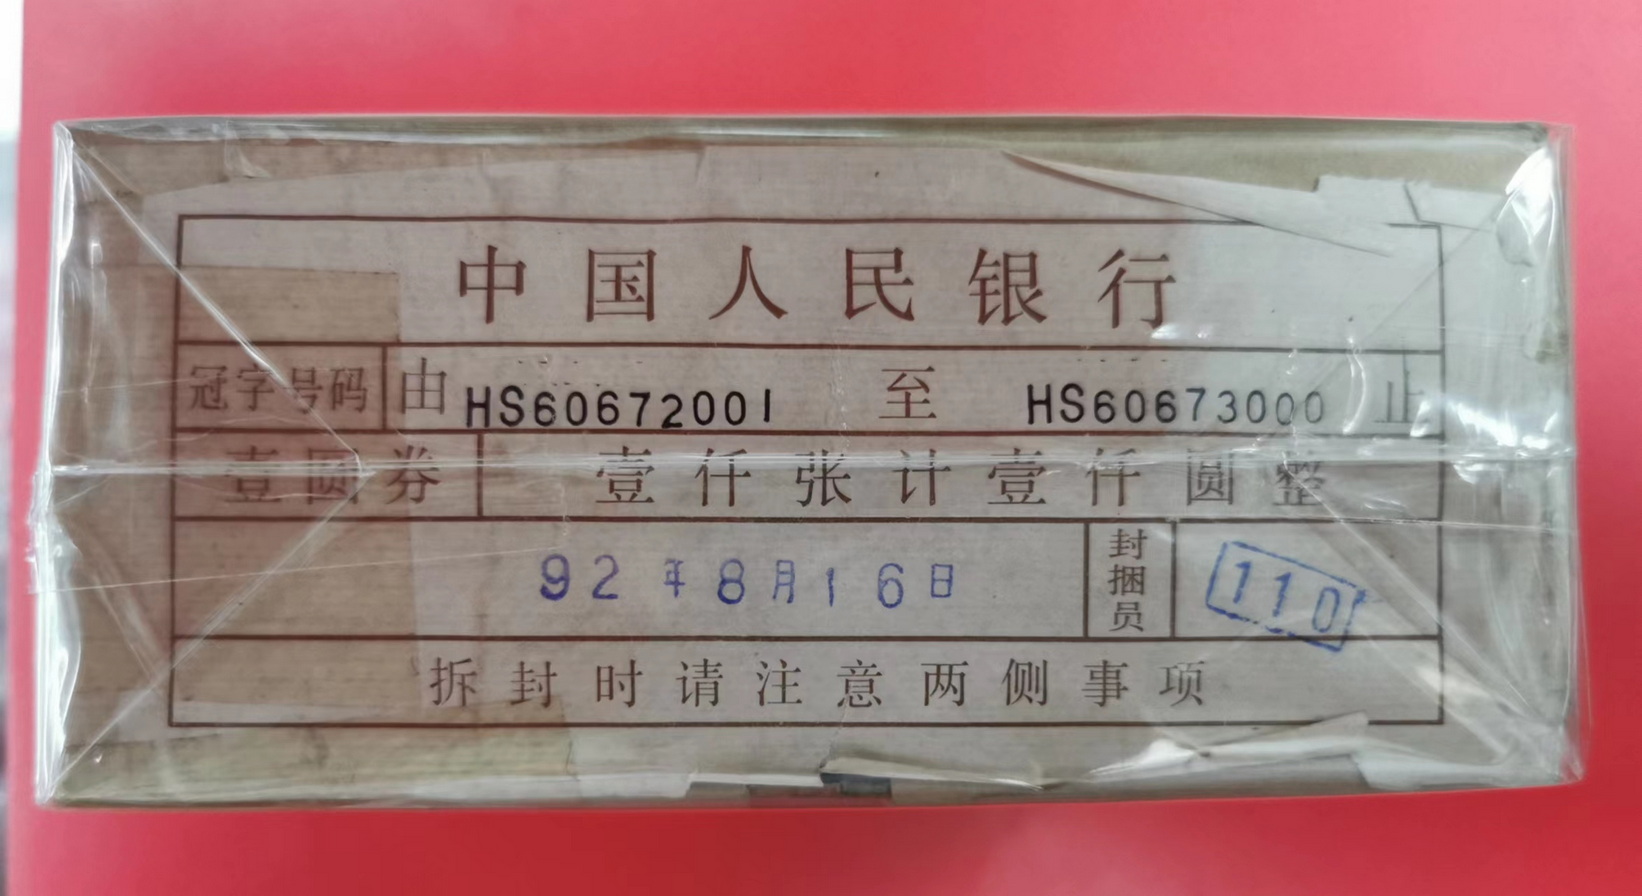 中国人民银行
冠字号码 由 HS60672001 至 HS60673000 止
壹圆券 壹仟张计壹仟圆整
92年8月16日 封捆员 110
拆封时请注意两侧事项